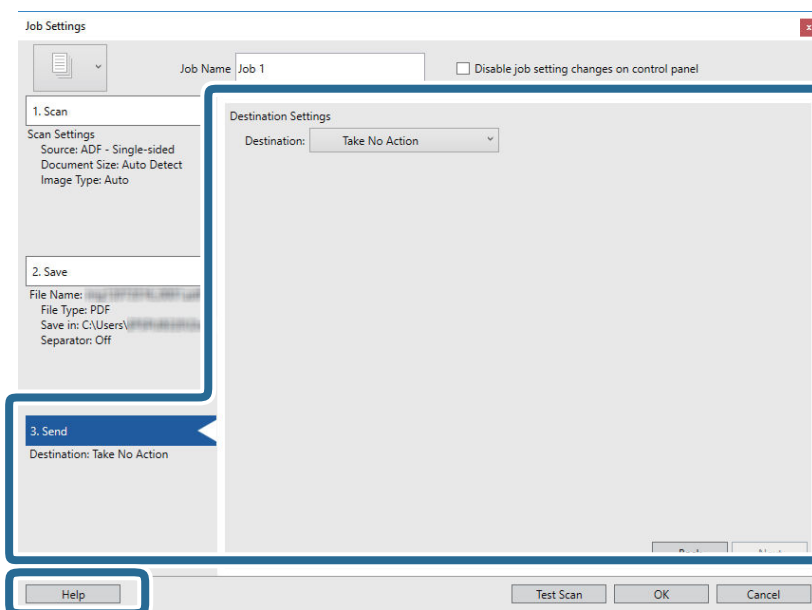 Job Settings
x
Job Name Job 1
Disable job setting changes on control panel
1. Scan
Scan Settings
Source: ADF - Single-sided
Document Size: Auto Detect
Image Type: Auto
Destination Settings
Destination: Take No Action
2. Save
File Name:
File Type: PDF
Save in: C:\Users\
Separator: Off
3. Send
Destination: Take No Action
Help
Test Scan
OK
Cancel